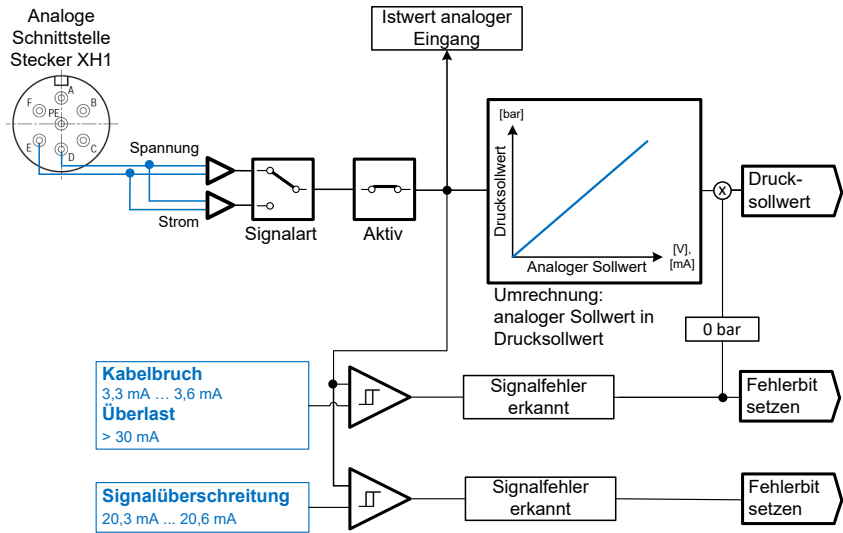 Analoge
Schnittstelle
Stecker XH1
A
F
B
PE
E
C
D
Spannung
Strom
Signalart
Aktiv
Istwert analoger
Eingang
[bar]
Drucksollwert
Analoger Sollwert
[V],
[mA]
Umrechnung:
analoger Sollwert in
Drucksollwert
x
Druck-
sollwert
0 bar
Kabelbruch
3,3 mA … 3,6 mA
Überlast
> 30 mA
Signalfehler
erkannt
Fehlerbit
setzen
Signalüberschreitung
20,3 mA ... 20,6 mA
Signalfehler
erkannt
Fehlerbit
setzen